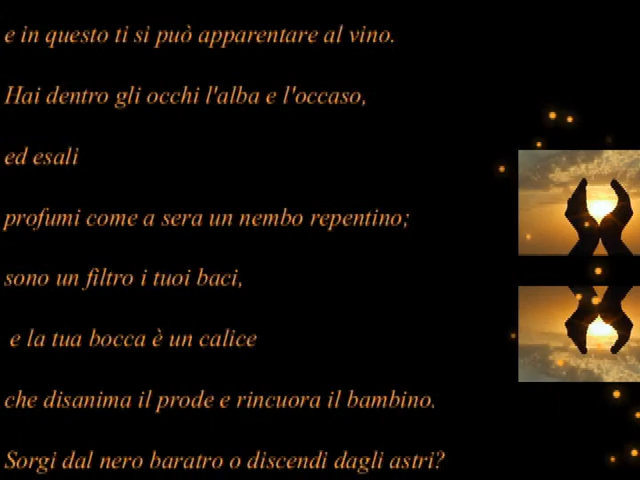 e in questo ti si può apparentare al vino.
Hai dentro gli occhi l'alba e l'occaso,
ed esali
profumi come a sera un nembo repentino;
sono un filtro i tuoi baci,
e la tua bocca è un calice
che disanima il prode e rincuora il bambino.
Sorgi dal nero baratro o discendi dagli astri?